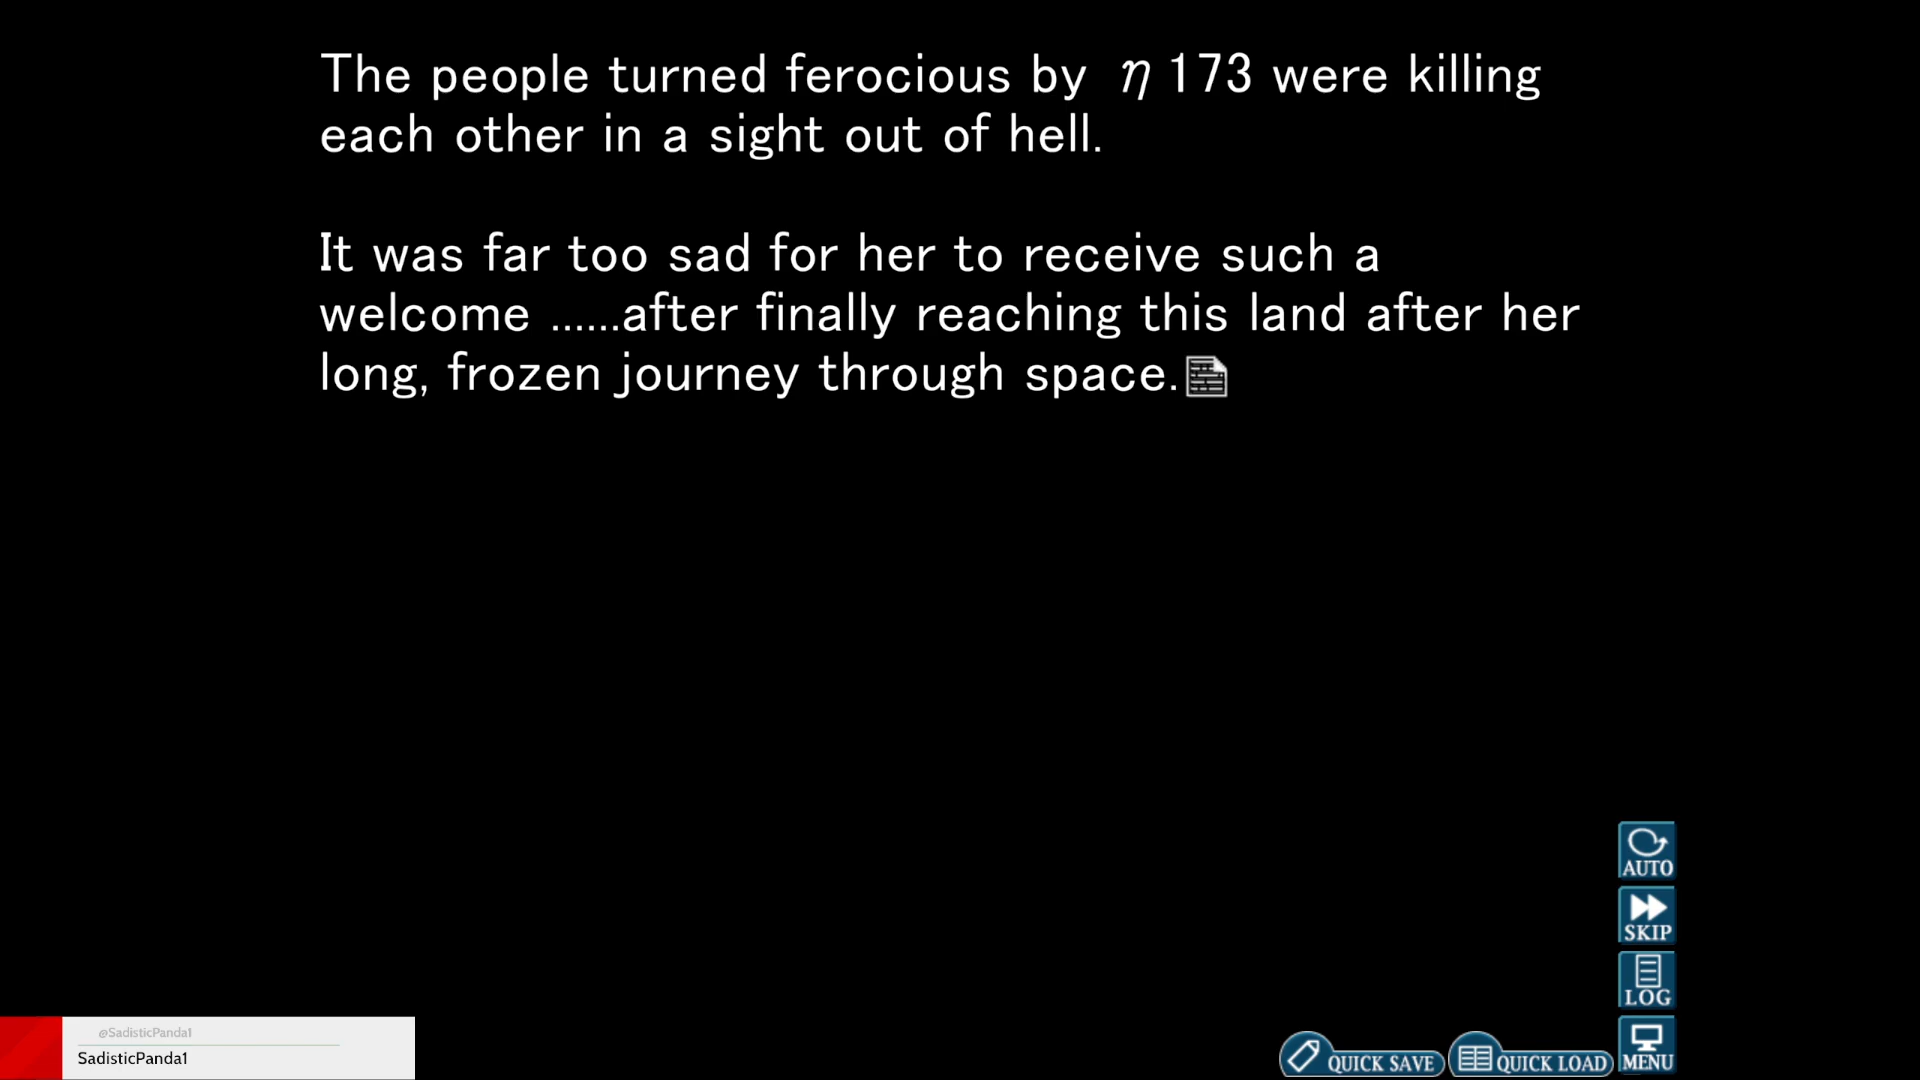 The people turned ferocious by η173 were killing
each other in a sight out of hell.
It was far too sad for her to receive such a
welcome ......after finally reaching this land after her
long, frozen journey through space.
AUTO
SKIP
LOG
MENU
QUICK SAVE
QUICK LOAD
@SadisticPanda1
SadisticPanda1